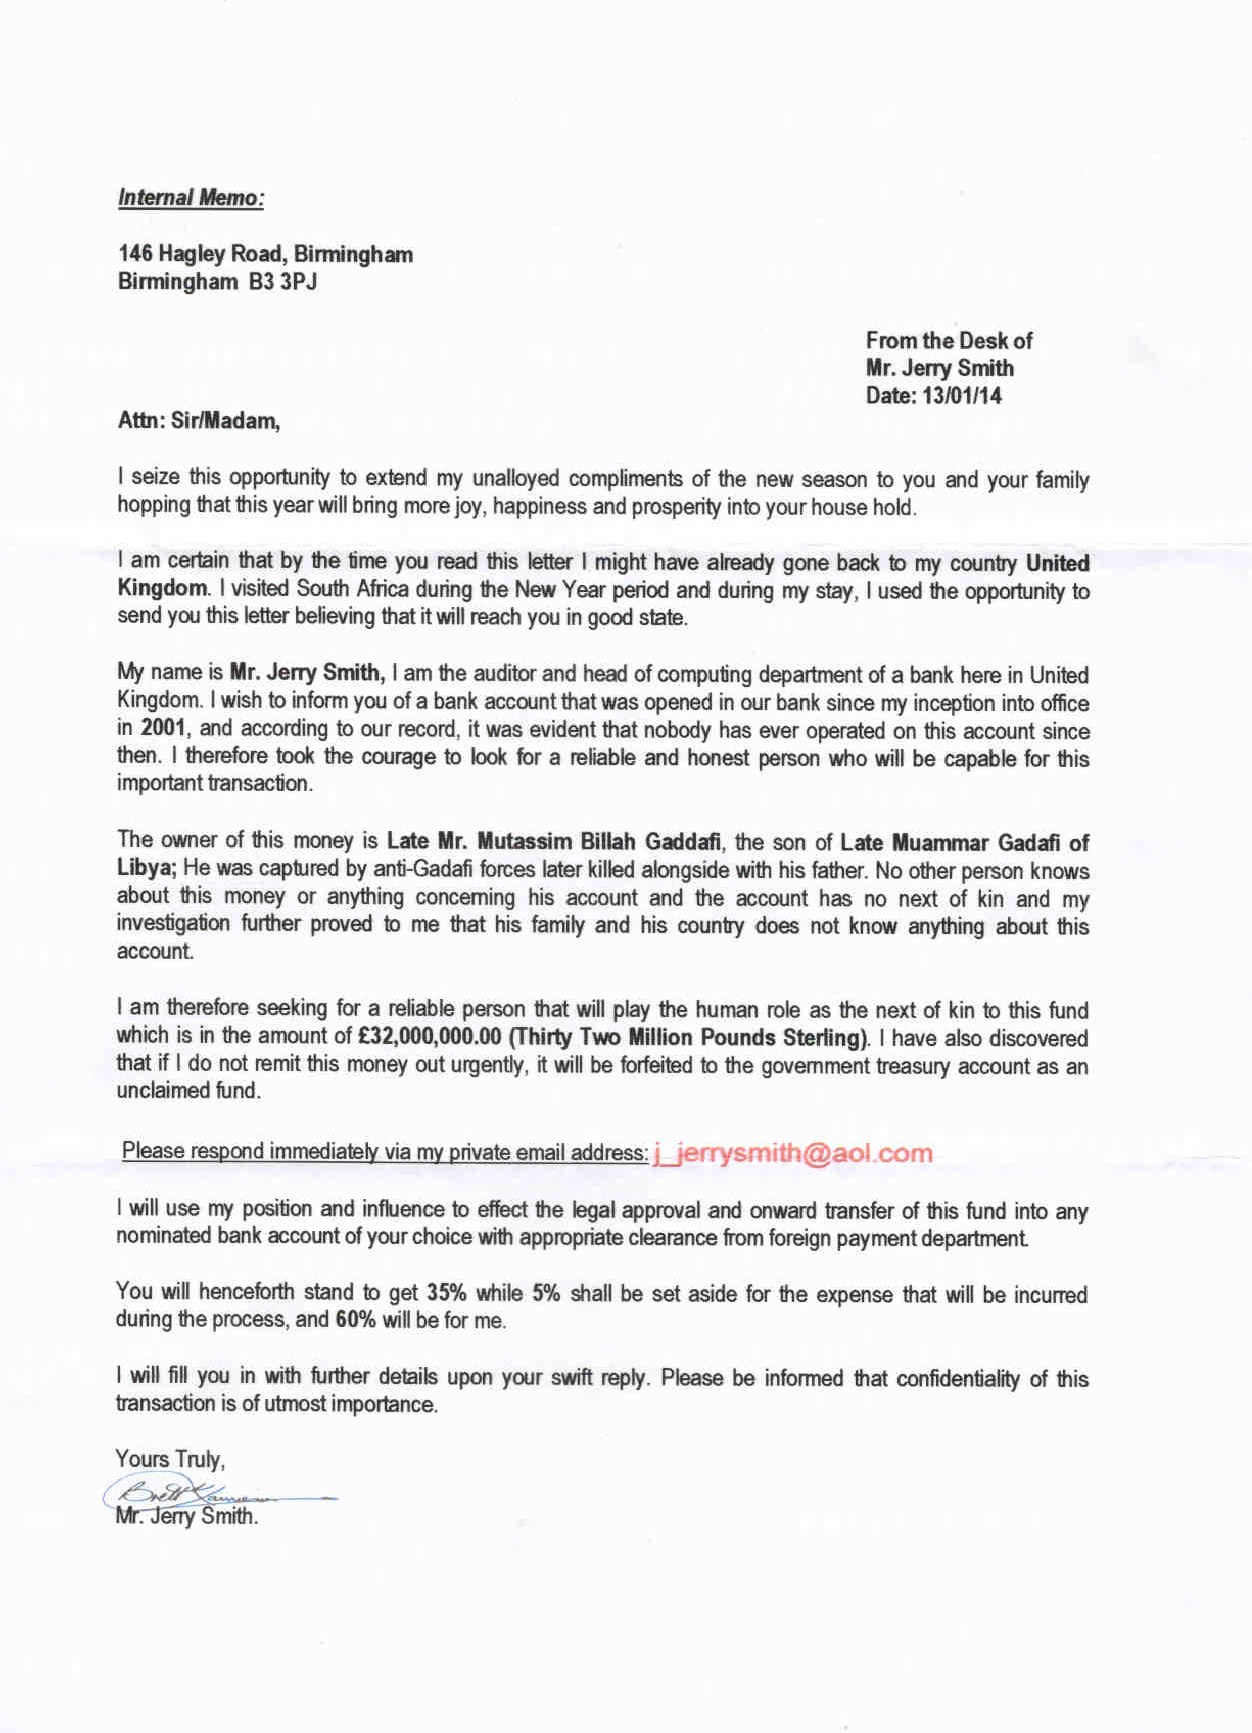 Internal Memo:
146 Hagley Road, Birmingham
Birmingham B3 3PJ
From the Desk of
Mr. Jerry Smith
Date: 13/01/14
Attn: Sir/Madam,
I seize this opportunity to extend my unalloyed compliments of the new season to you and your family
hopping that this year will bring more joy, happiness and prosperity into your house hold.
I am certain that by the time you read this letter I might have already gone back to my country United
Kingdom. I visited South Africa during the New Year period and during my stay, I used the opportunity to
send you this letter believing that it will reach you in good state.
My name is Mr. Jerry Smith, I am the auditor and head of computing department of a bank here in United
Kingdom. I wish to inform you of a bank account that was opened in our bank since my inception into office
in 2001, and according to our record, it was evident that nobody has ever operated on this account since
then. I therefore took the courage to look for a reliable and honest person who will be capable for this
important transaction.
The owner of this money is Late Mr. Mutassim Billah Gaddafi, the son of Late Muammar Gadafi of
Libya; He was captured by anti-Gadafi forces later killed alongside with his father. No other person knows
about this money or anything concerning his account and the account has no next of kin and my
investigation further proved to me that his family and his country does not know anything about this
account.
I am therefore seeking for a reliable person that will play the human role as the next of kin to this fund
which is in the amount of £32,000,000.00 (Thirty Two Million Pounds Sterling). I have also discovered
that if I do not remit this money out urgently, it will be forfeited to the government treasury account as an
unclaimed fund.
Please respond immediately via my private email address: j_jerrysmith@aol.com
I will use my position and influence to effect the legal approval and onward transfer of this fund into any
nominated bank account of your choice with appropriate clearance from foreign payment department.
You will henceforth stand to get 35% while 5% shall be set aside for the expense that will be incurred
during the process, and 60% will be for me.
I will fill you in with further details upon your swift reply. Please be informed that confidentiality of this
transaction is of utmost importance.
Yours Truly,
Brett
Mr. Jerry Smith.